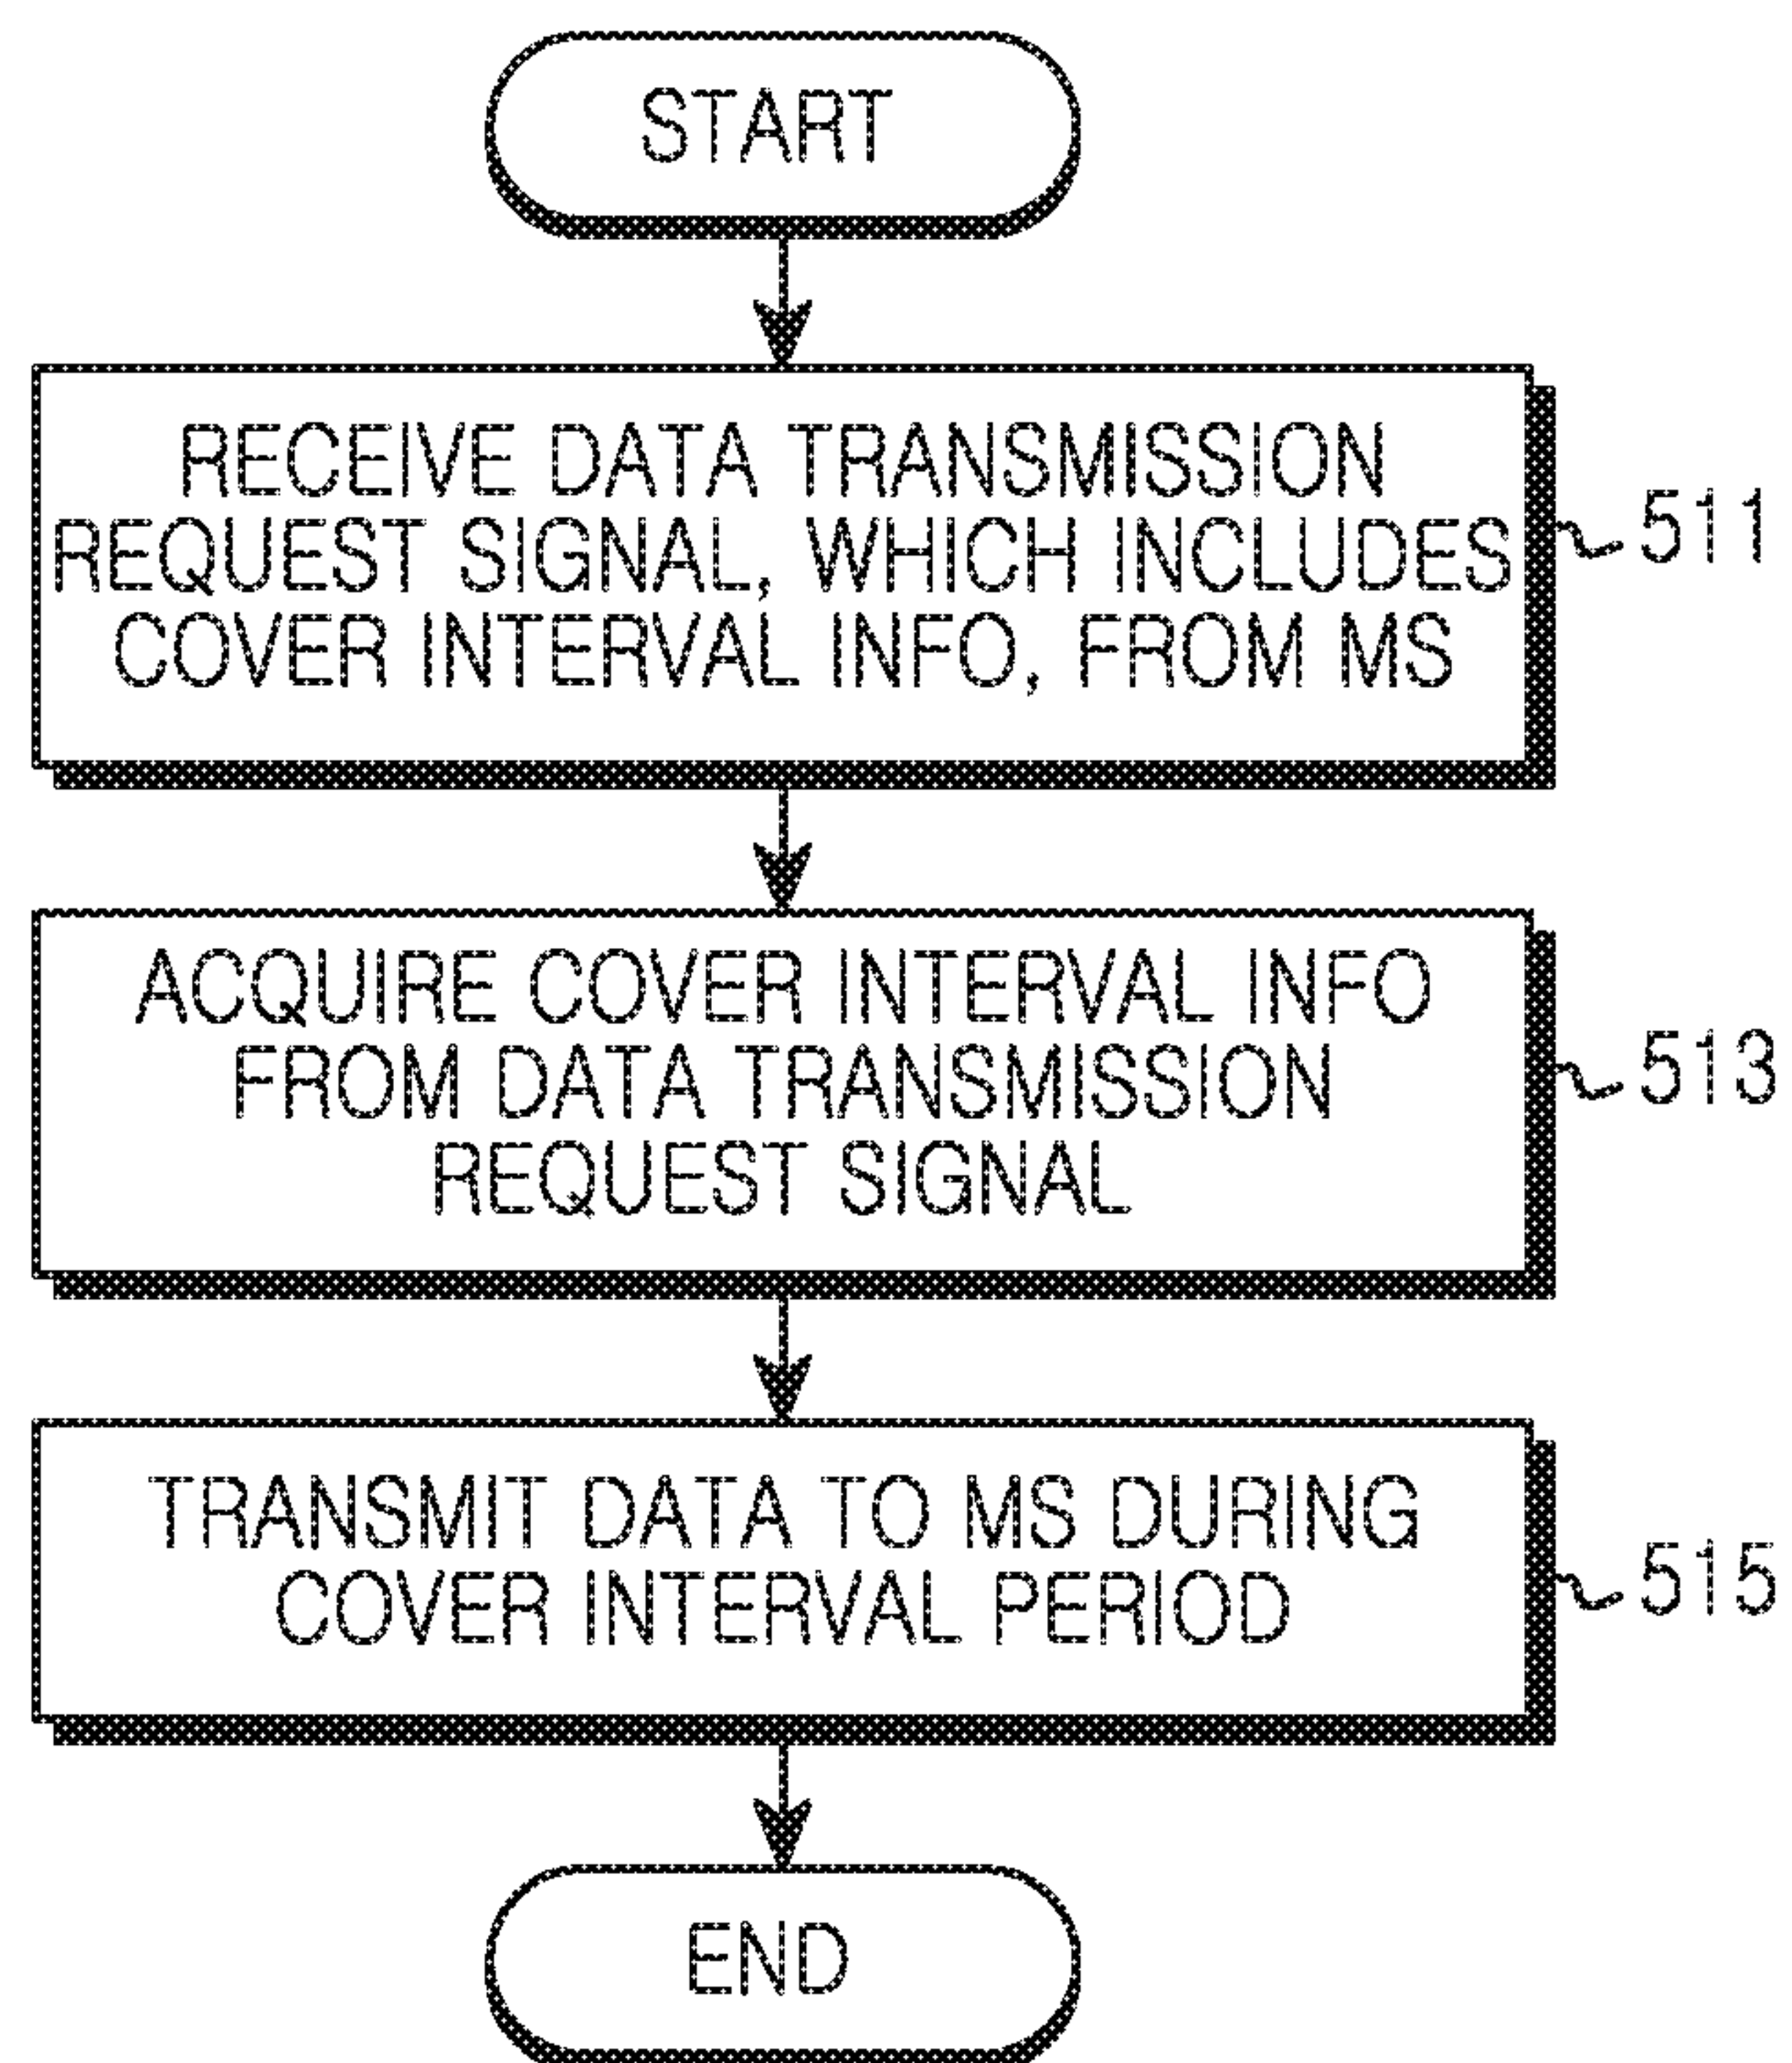 START
RECEIVE DATA TRANSMISSION
REQUEST SIGNAL, WHICH INCLUDES
COVER INTERVAL INFO, FROM MS
511
ACQUIRE COVER INTERVAL INFO
FROM DATA TRANSMISSION
REQUEST SIGNAL
513
TRANSMIT DATA TO MS DURING
COVER INTERVAL PERIOD
515
END